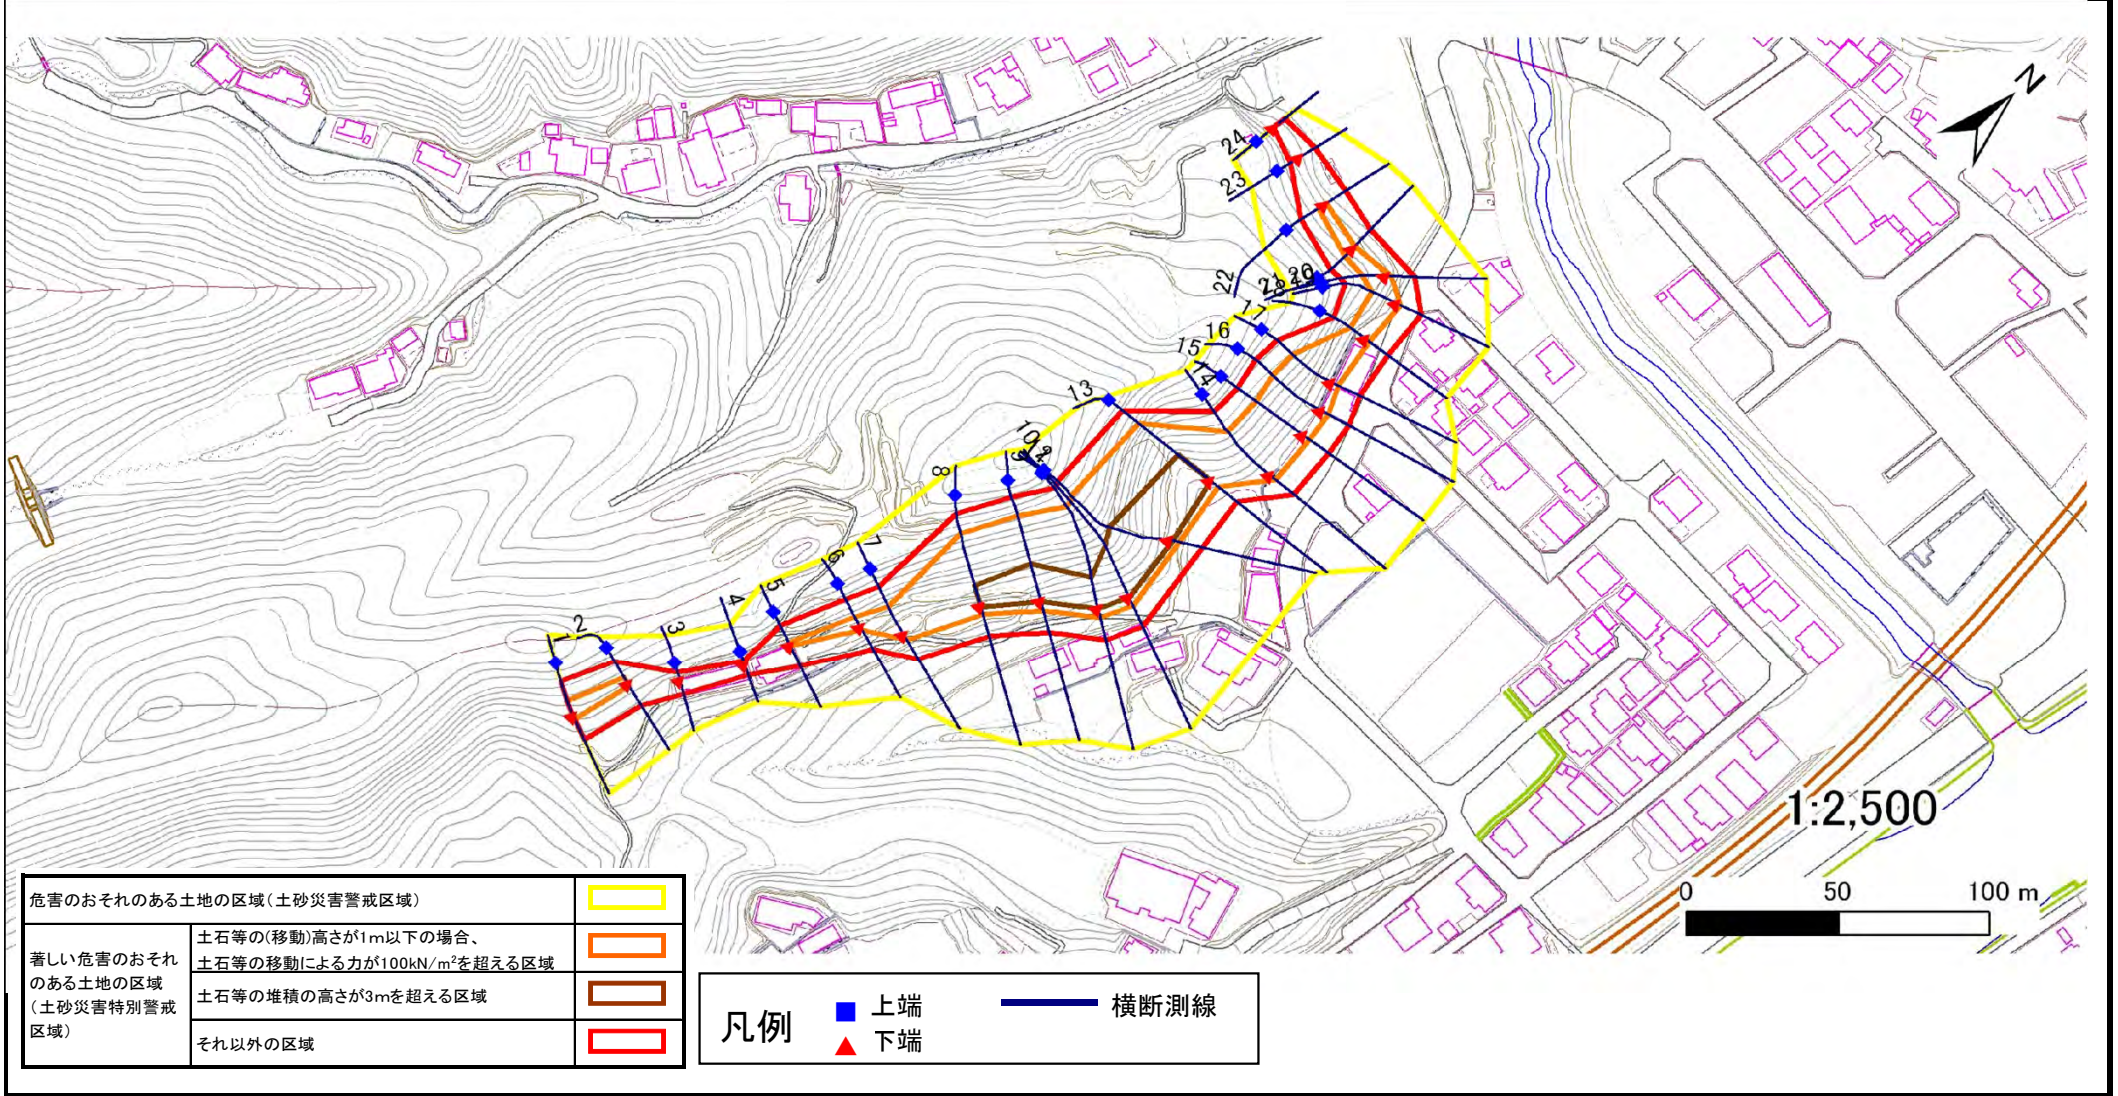 N
24
23
22
16
15
14
13
10
8
7
6
5
4
3
2
1
1:2,500
0 50 100 m
危害のおそれのある土地の区域(土砂災害警戒区域)
著しい危害のおそれ
のある土地の区域
(土砂災害特別警戒
区域)
土石等の(移動)高さが1m以下の場合、
土石等の移動による力が100kN/m²を超える区域
土石等の堆積の高さが3mを超える区域
それ以外の区域
凡例
上端
下端
横断測線